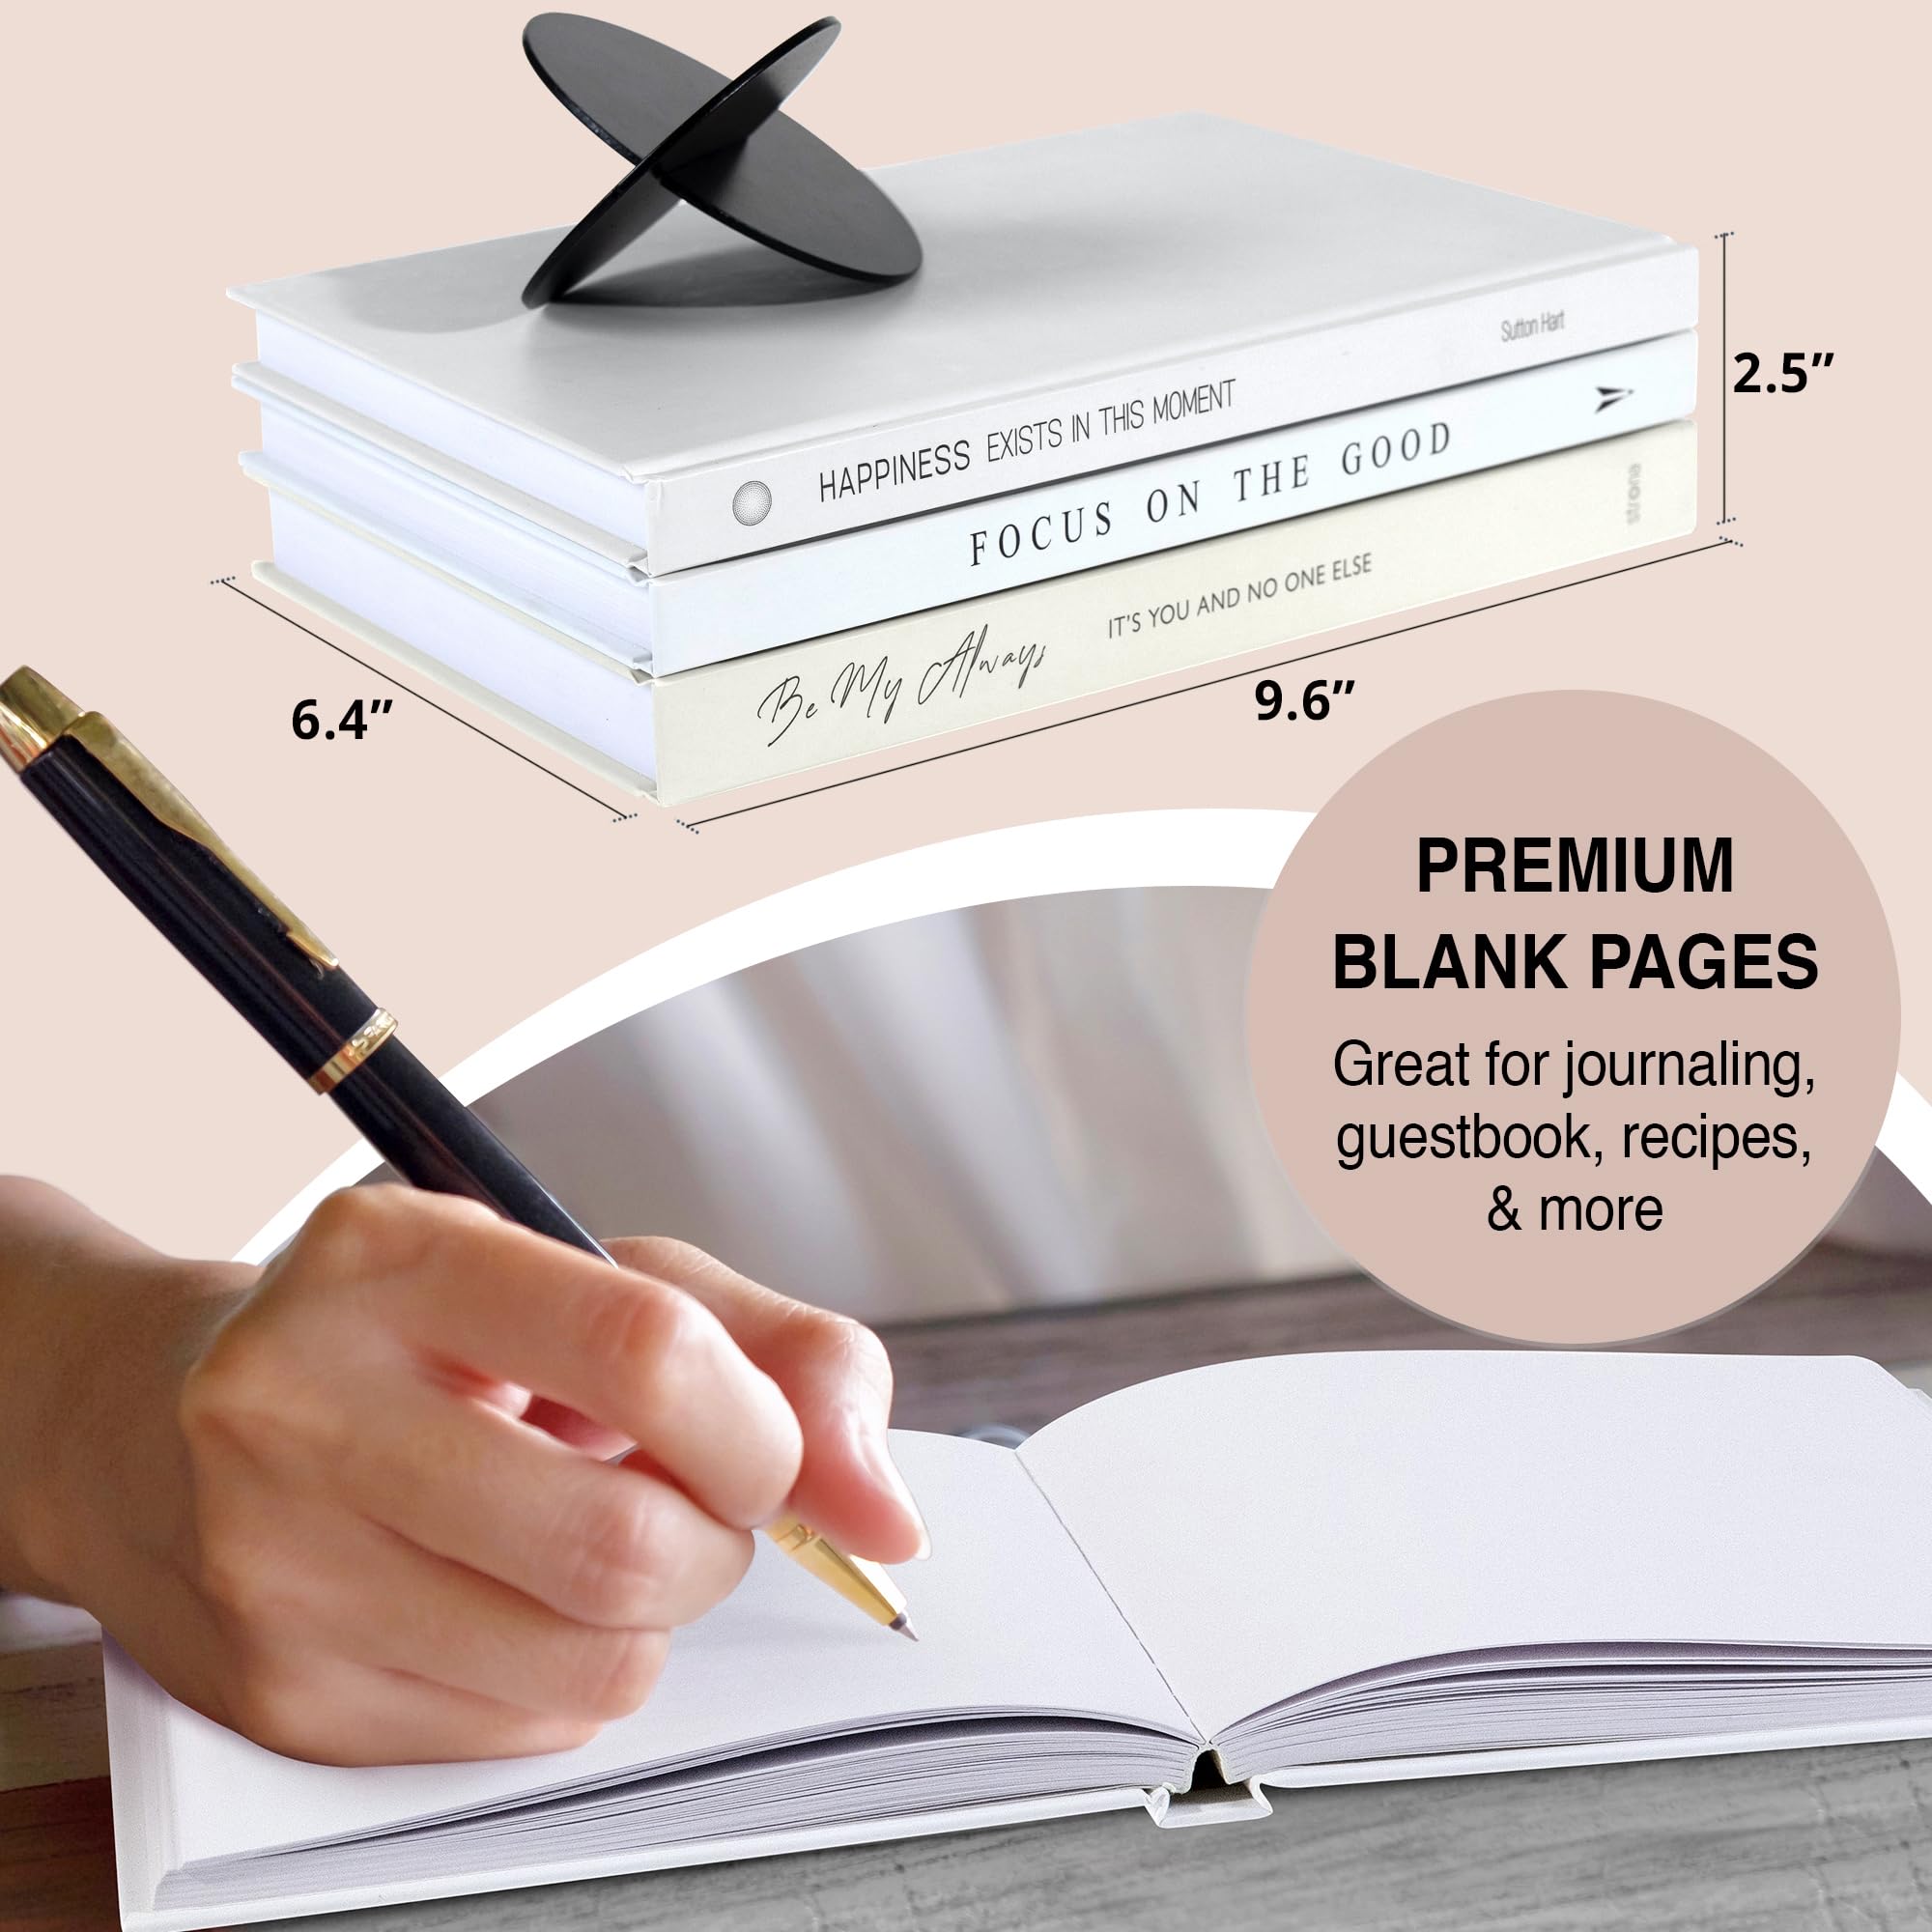 Sutton Hart
HAPPINESS EXISTS IN THIS MOMENT
FOCUS ON THE GOOD
strona
Be My Always IT'S YOU AND NO ONE ELSE
2.5”
6.4”
9.6”
PREMIUM
BLANK PAGES
Great for journaling,
guestbook, recipes,
& more